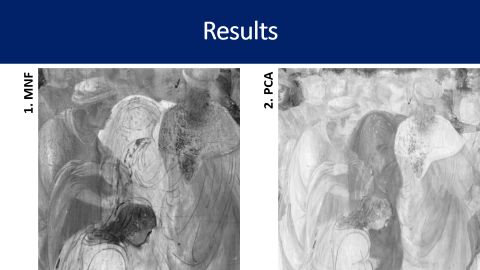 Results
1. MNF
2. PCA